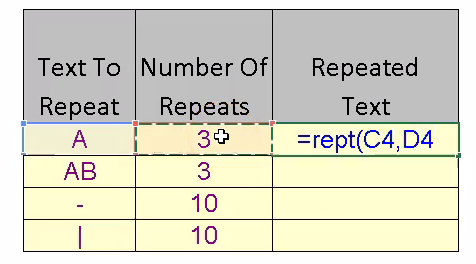 Text To Number Of Repeated
Repeat Repeats Text
A 3 =rept(C4,D4
AB 3
- 10
| 10